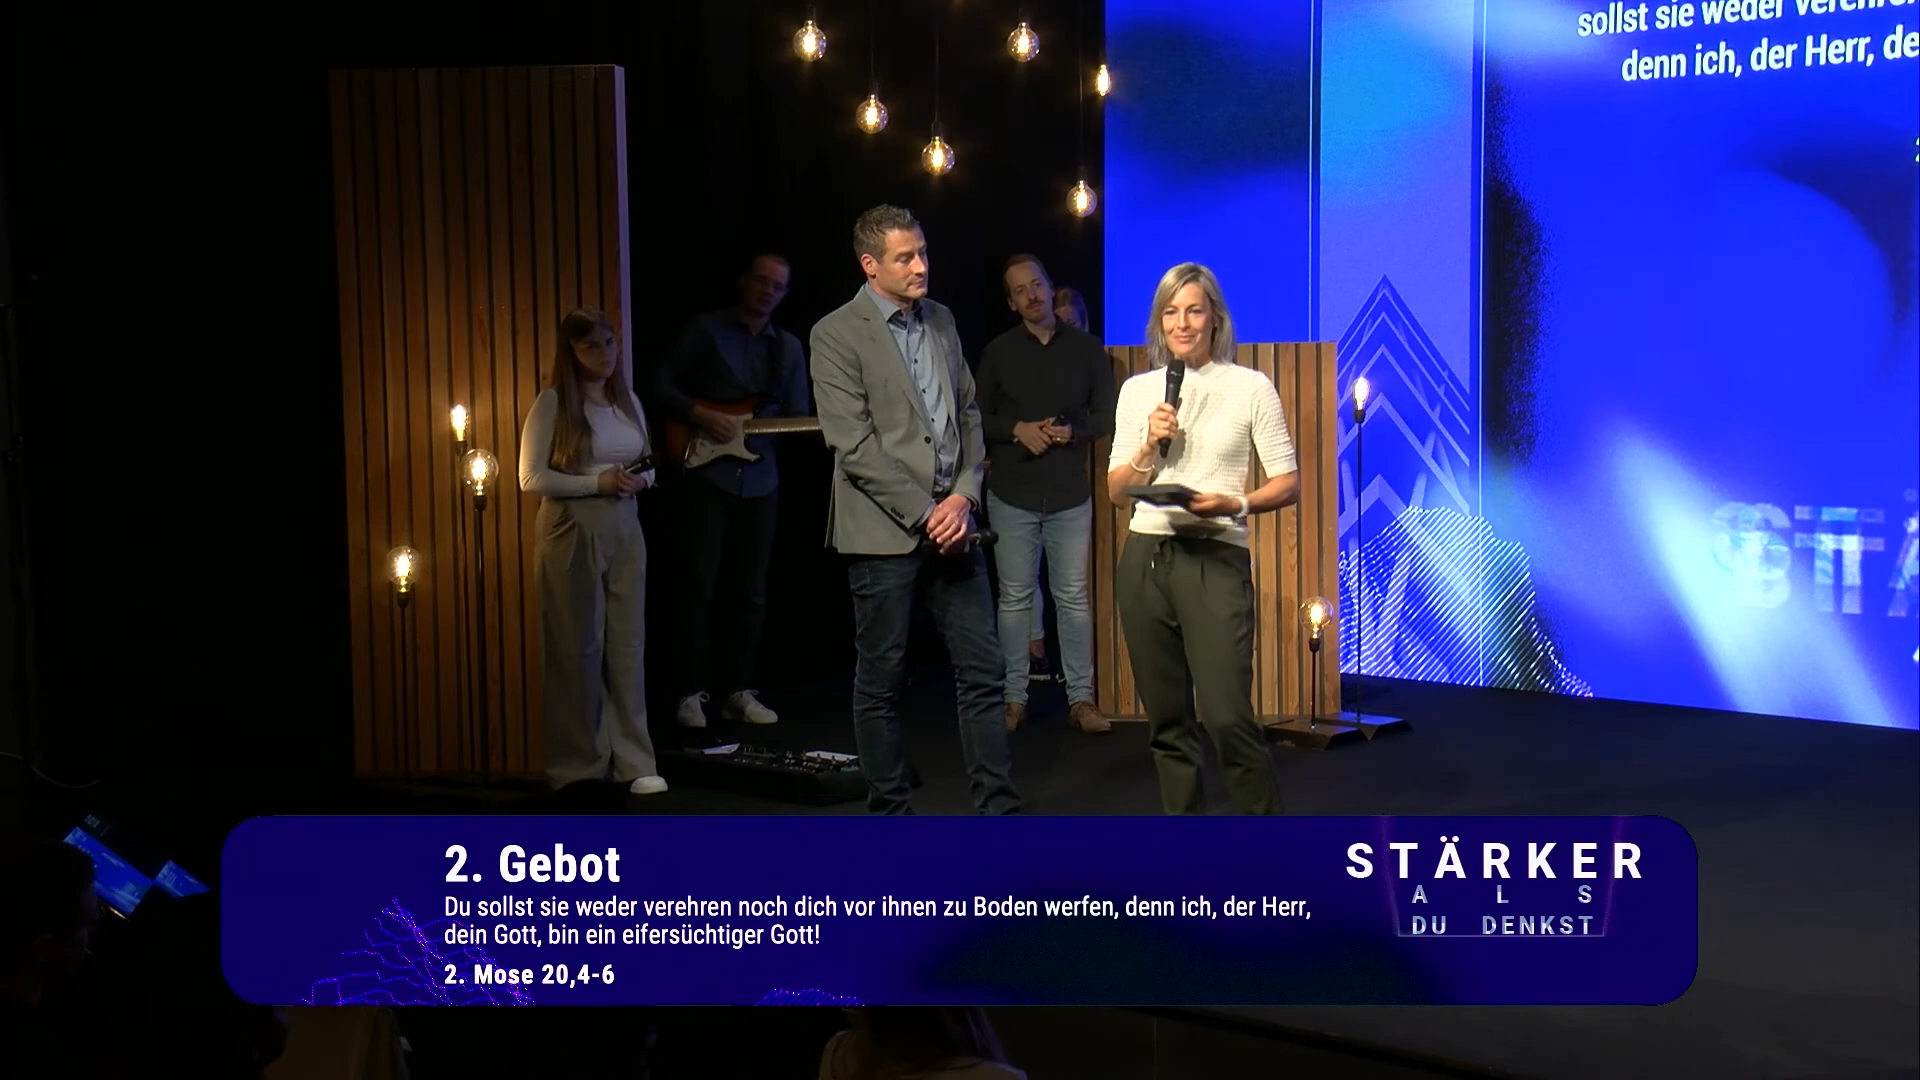 sollst sie weder
denn ich, der Herr, de
2. Gebot
Du sollst sie weder verehren noch dich vor ihnen zu Boden werfen, denn ich, der Herr,
dein Gott, bin ein eifersüchtiger Gott!
2. Mose 20,4-6
STÄRKER
ALS
DU DENKST